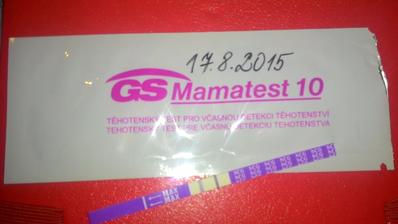 17.8.2015
GS Mamatest 10
TĚHOTENSKÝ TEST PRO VČASNOU DETEKCI TĚHOTENSTVÍ
TEHOTENSKÝ TEST PRE VČASNÚ DETEKCIU TEHOTENSTVA
MAX
MAX